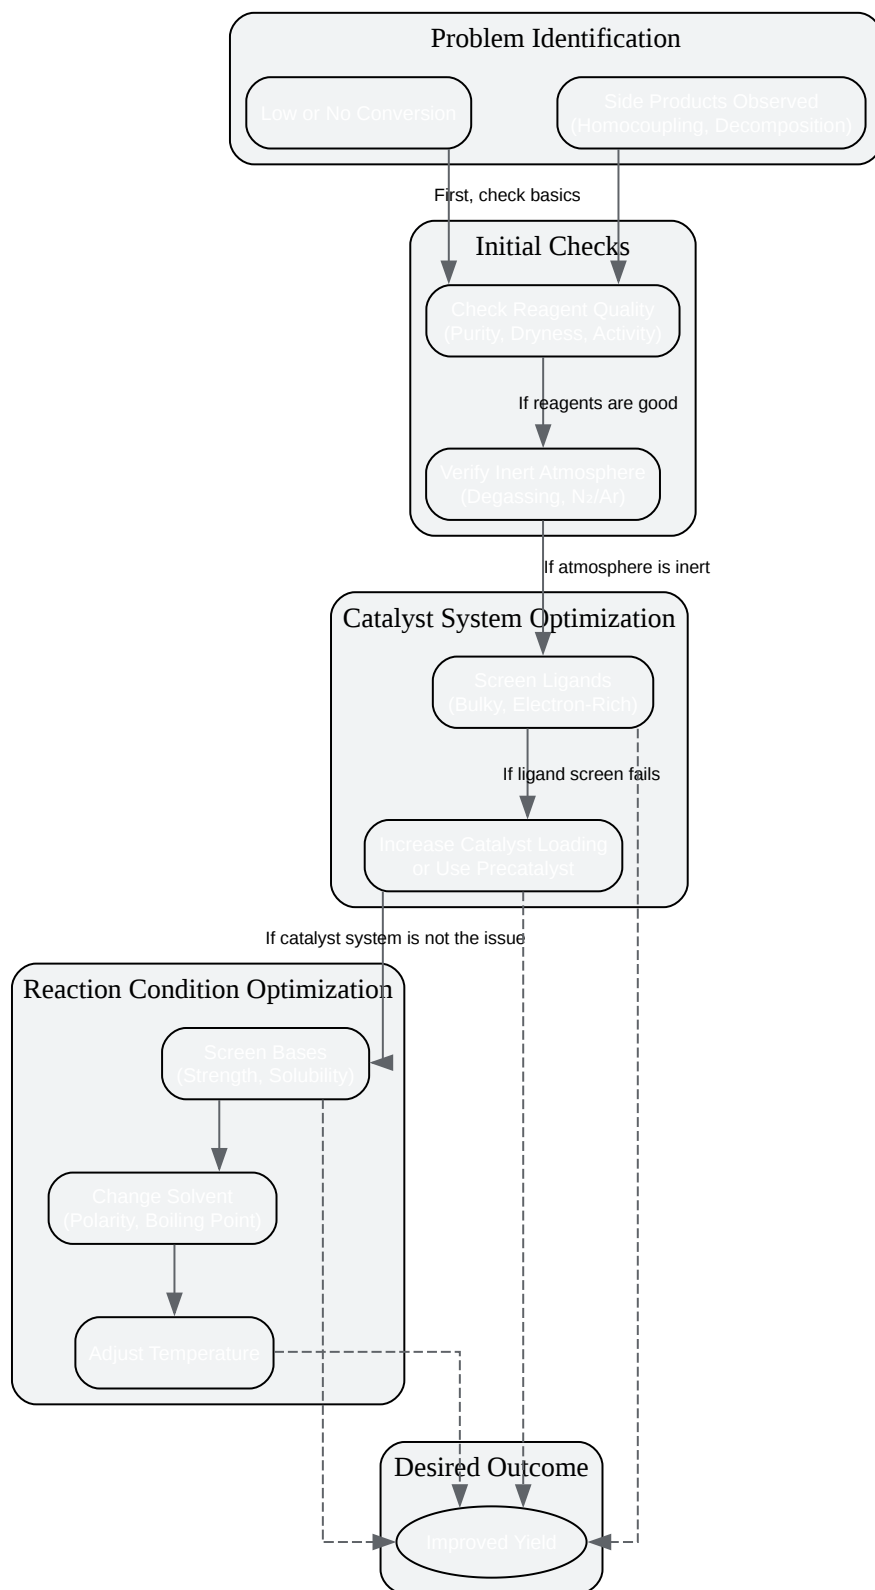 Problem Identification
Low or No Conversion
Side Products Observed
(Homocoupling, Decomposition)
First, check basics
Initial Checks
Check Reagent Quality
(Purity, Dryness, Activity)
If reagents are good
Verify Inert Atmosphere
(Degassing, N₂/Ar)
If atmosphere is inert
Catalyst System Optimization
Screen Ligands
(Bulky, Electron-Rich)
If ligand screen fails
Increase Catalyst Loading
or Use Precatalyst
If catalyst system is not the issue
Reaction Condition Optimization
Screen Bases
(Strength, Solubility)
Change Solvent
(Polarity, Boiling Point)
Adjust Temperature
Desired Outcome
Improved Yield